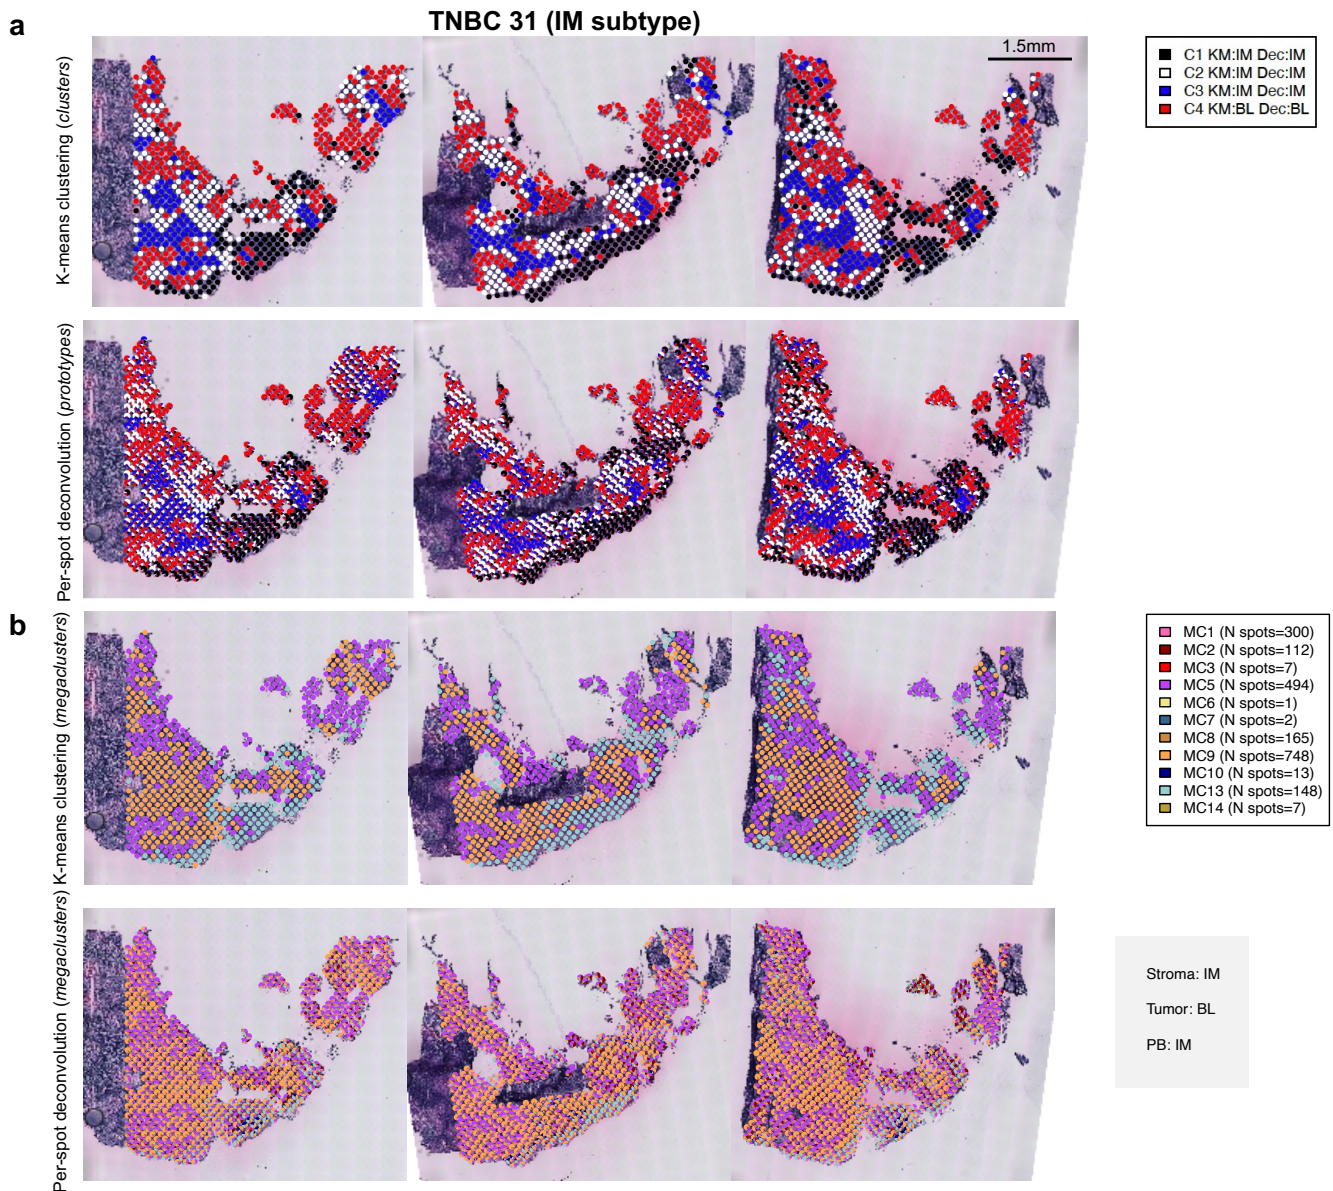 a
TNBC 31 (IM subtype)
K-means clustering (clusters)
1.5mm
C1 KM:IM Dec:IM
C2 KM:IM Dec:IM
C3 KM:IM Dec:IM
C4 KM:BL Dec:BL
Per-spot deconvolution (prototypes)
b
K-means clustering (megaclusters)
MC1 (N spots=300)
MC2 (N spots=112)
MC3 (N spots=7)
MC5 (N spots=494)
MC6 (N spots=1)
MC7 (N spots=2)
MC8 (N spots=165)
MC9 (N spots=748)
MC10 (N spots=13)
MC13 (N spots=148)
MC14 (N spots=7)
Per-spot deconvolution (megaclusters)
Stroma: IM
Tumor: BL
PB: IM